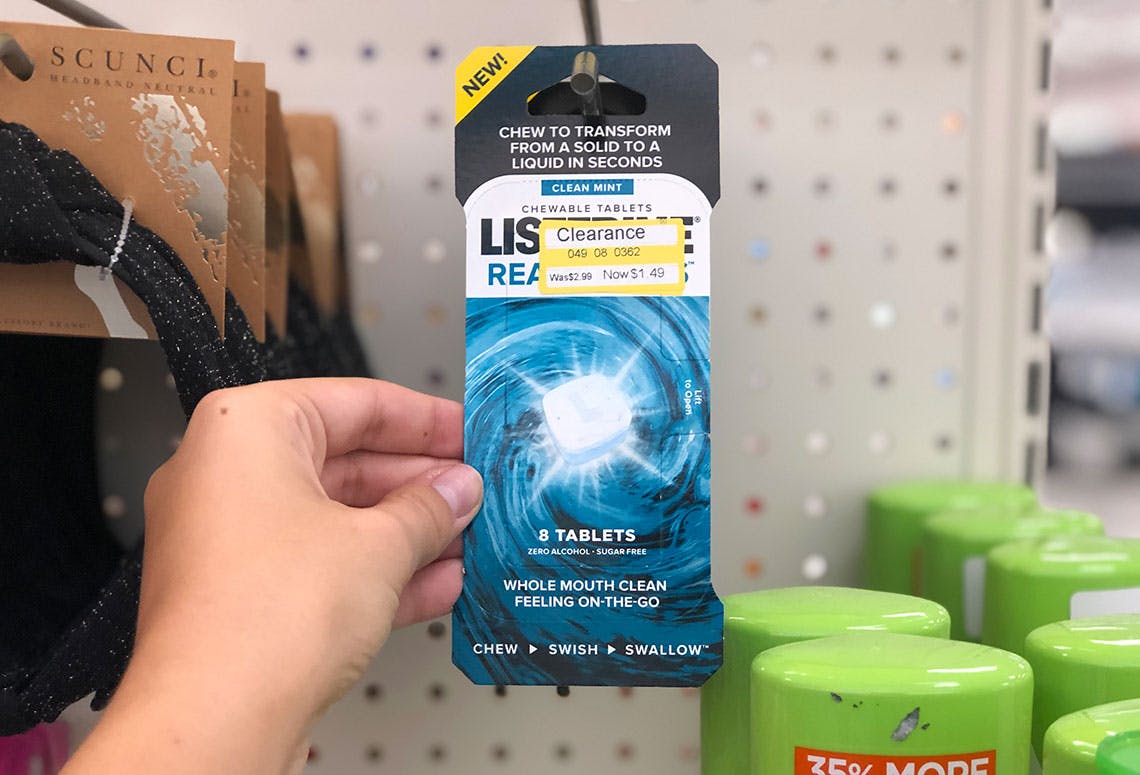 SCUNCI®
HEADBAND NEUTRAL
NEW!
CHEW TO TRANSFORM
FROM A SOLID TO A
LIQUID IN SECONDS
CLEAN MINT
CHEWABLE TABLETS
Clearance
049 08 0362
Was$2.99 Now $1.49
Lift
to Open
8 TABLETS
ZERO ALCOHOL • SUGAR FREE
WHOLE MOUTH CLEAN
FEELING ON-THE-GO
CHEW ▶ SWISH ▶ SWALLOW™
35% MORE